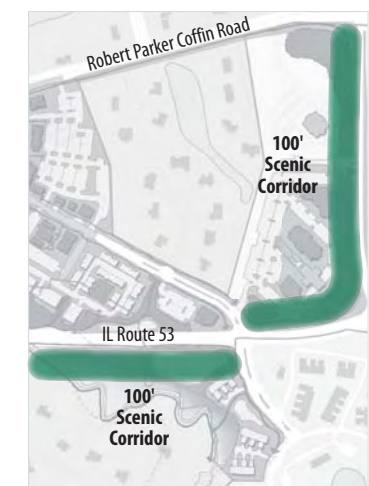 Robert Parker Coffin Road
100'
Scenic
Corridor
IL Route 53
100'
Scenic
Corridor